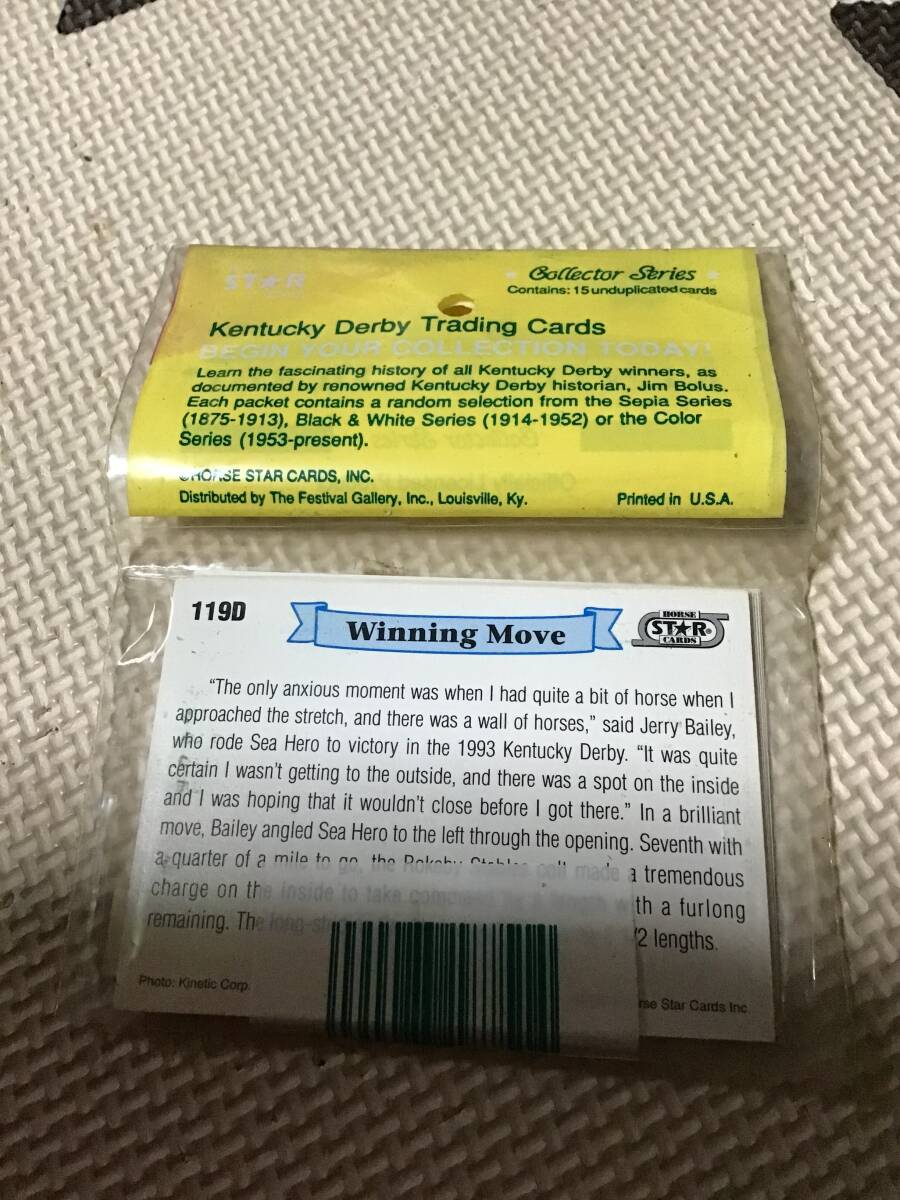 STAR
Collector Series
Contains: 15 unduplicated cards
Kentucky Derby Trading Cards
BEGIN YOUR COLLECTION TODAY!
Learn the fascinating history of all Kentucky Derby winners, as
documented by renowned Kentucky Derby historian, Jim Bolus.
Each packet contains a random selection from the Sepia Series
(1875-1913), Black & White Series (1914-1952) or the Color
Series (1953-present).
©HORSE STAR CARDS, INC.
Distributed by The Festival Gallery, Inc., Louisville, Ky.
Printed in U.S.A.
119D
Winning Move
HORSE
STAR®
CARDS
"The only anxious moment was when I had quite a bit of horse when I
approached the stretch, and there was a wall of horses," said Jerry Bailey,
who rode Sea Hero to victory in the 1993 Kentucky Derby. "It was quite
certain I wasn't getting to the outside, and there was a spot on the inside
and I was hoping that it wouldn't close before I got there." In a brilliant
move, Bailey angled Sea Hero to the left through the opening. Seventh with
a quarter of a mile to go, the Rokeby Stables colt made a tremendous
charge on the inside to take command with a furlong
remaining. The 2 lengths.
Photo: Kinetic Corp.
rse Star Cards Inc